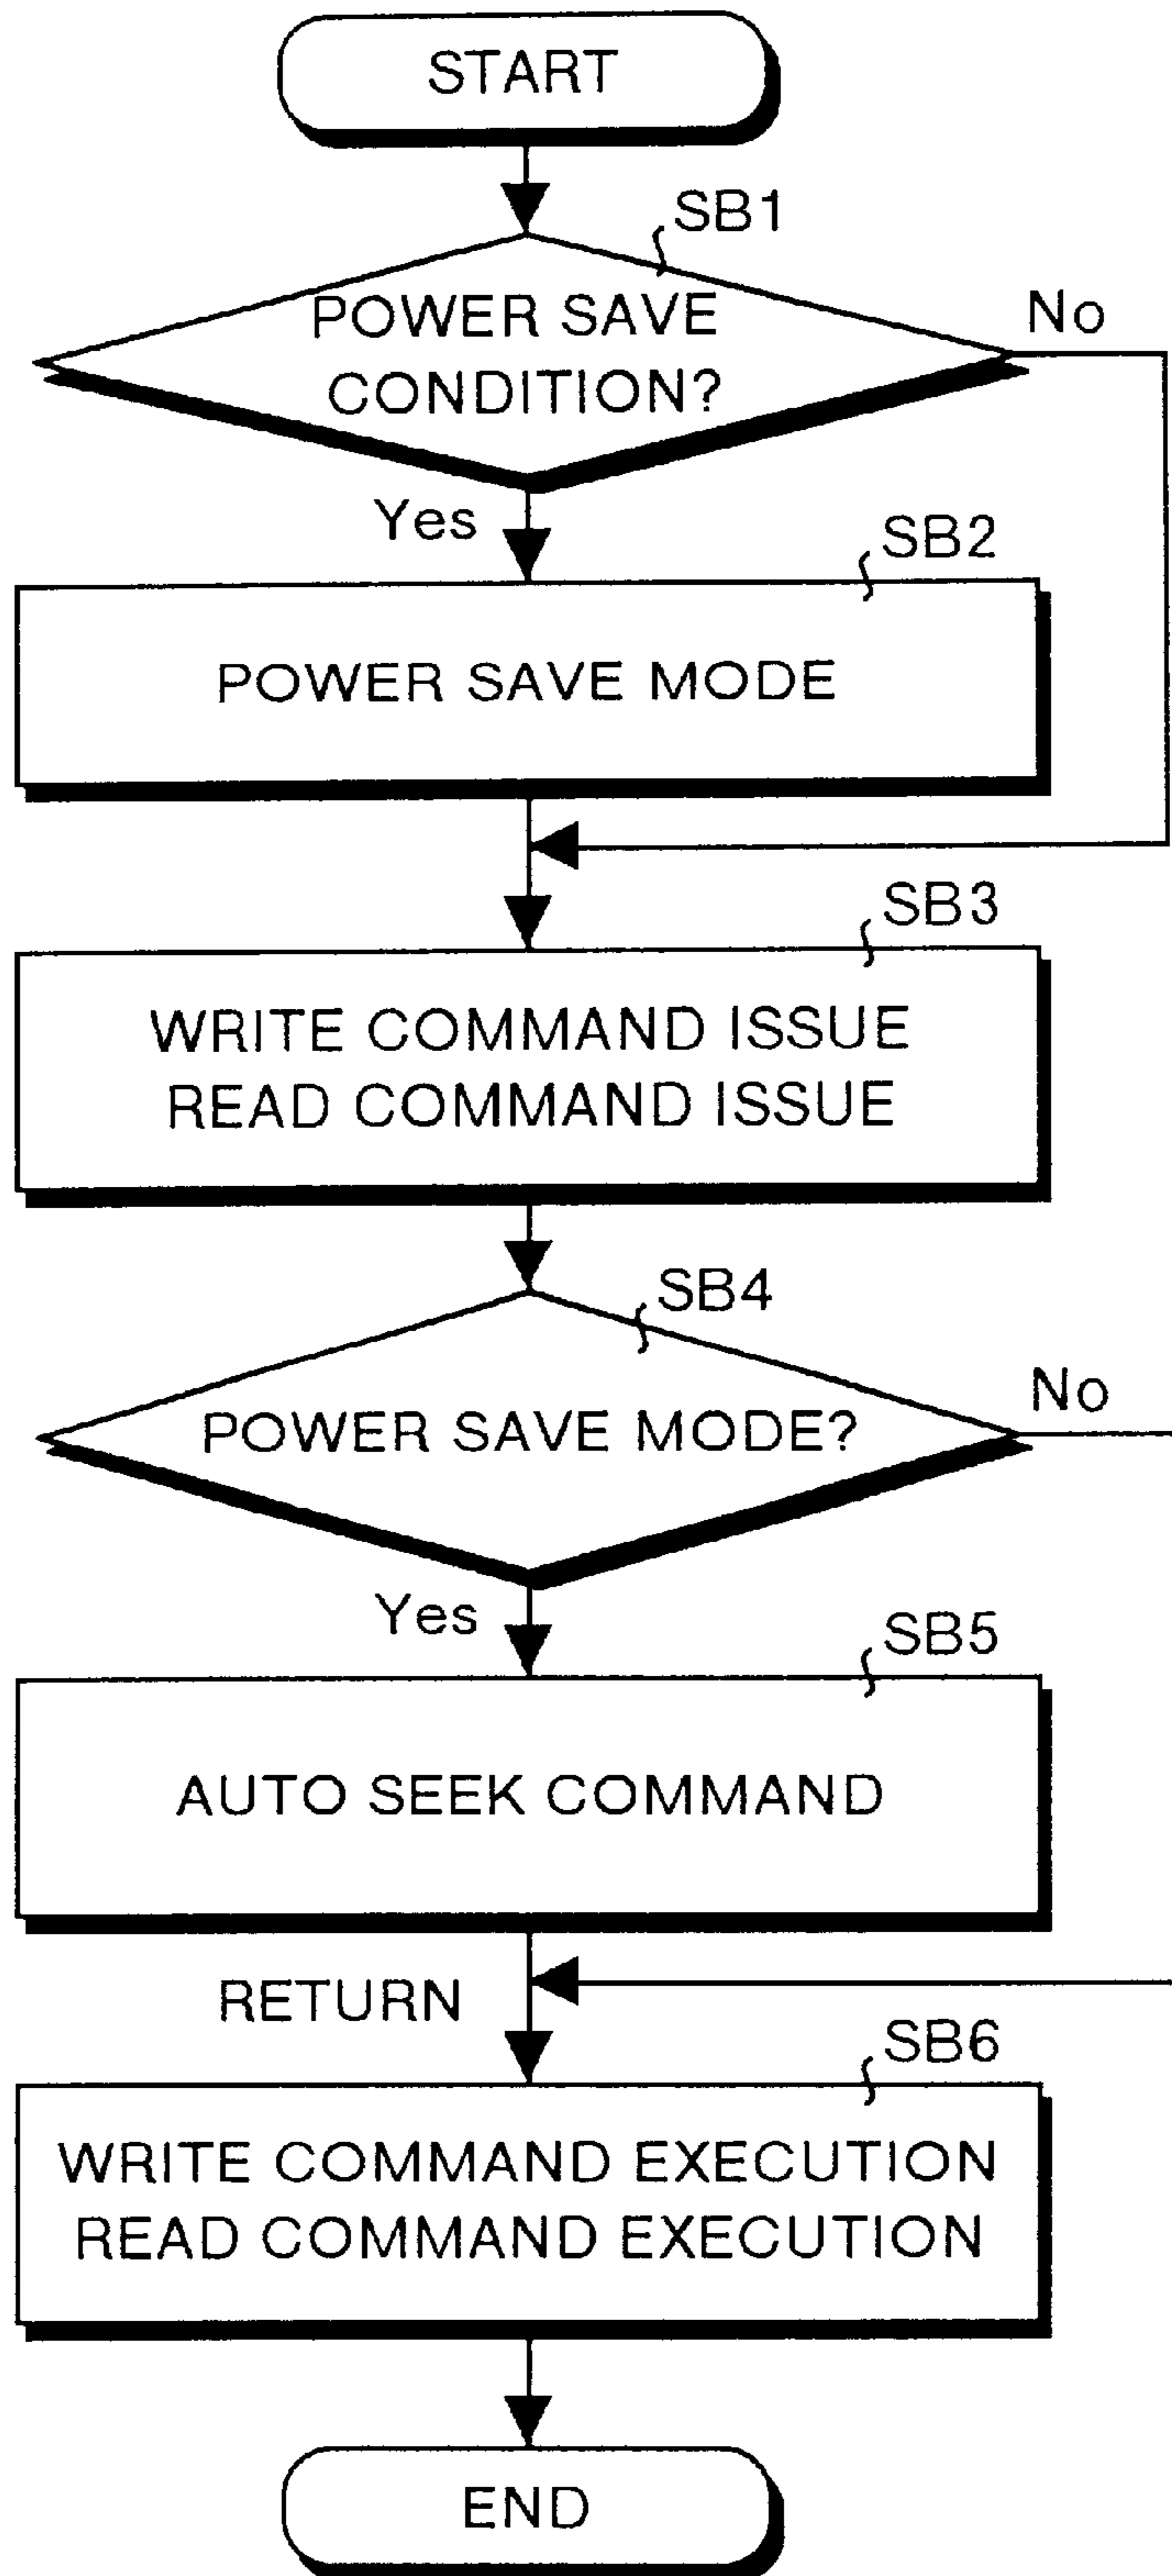 START
SB1
POWER SAVE
CONDITION?
No
Yes
SB2
POWER SAVE MODE
SB3
WRITE COMMAND ISSUE
READ COMMAND ISSUE
SB4
POWER SAVE MODE?
No
Yes
SB5
AUTO SEEK COMMAND
RETURN
SB6
WRITE COMMAND EXECUTION
READ COMMAND EXECUTION
END